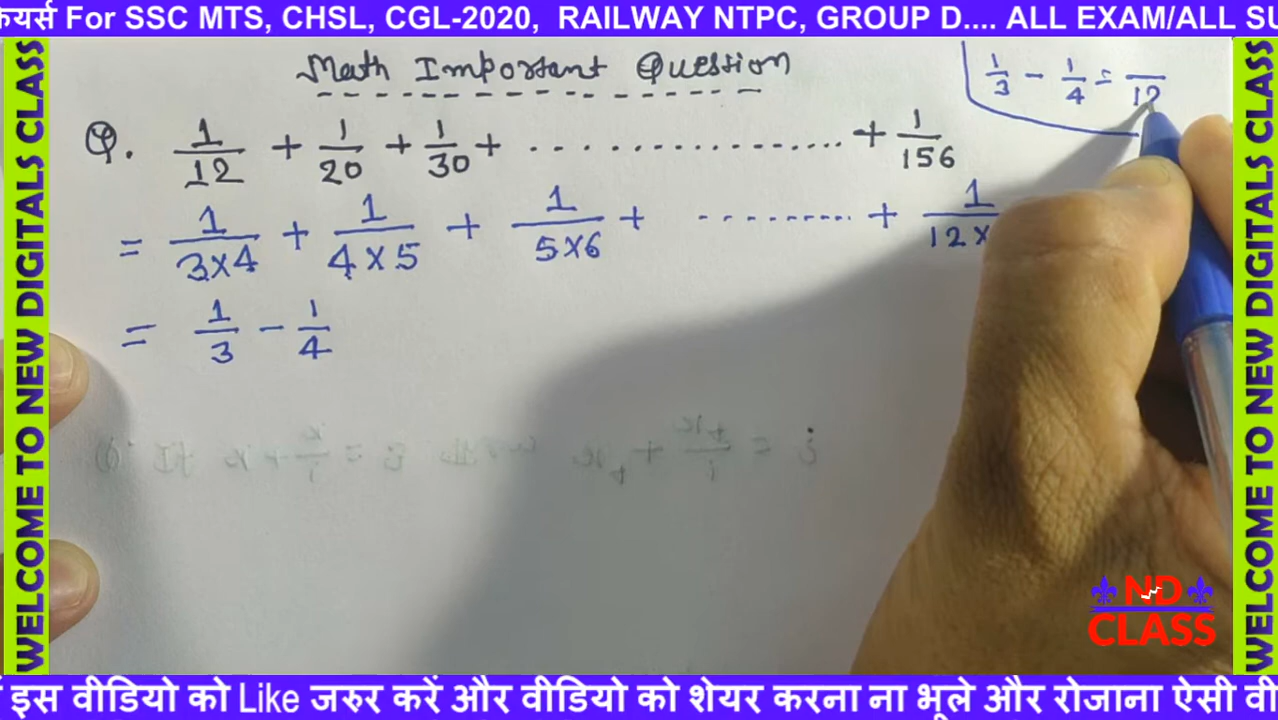 केयर्स For SSC MTS, CHSL, CGL-2020, RAILWAY NTPC, GROUP D.... ALL EXAM/ALL SU
WELCOME TO NEW DIGITALS CLASS
Math Important Question
1/3 - 1/4 = /12
Q. 1/12 + 1/20 + 1/30 + ................. + 1/156
= 1/3×4 + 1/4×5 + 1/5×6 + --------- + 1/12×
= 1/3 - 1/4
ND
CLASS
WELCOME TO NEW DIGITALS CLASS
इस वीडियो को Like जरुर करें और वीडियो को शेयर करना ना भूले और रोजाना ऐसी वी